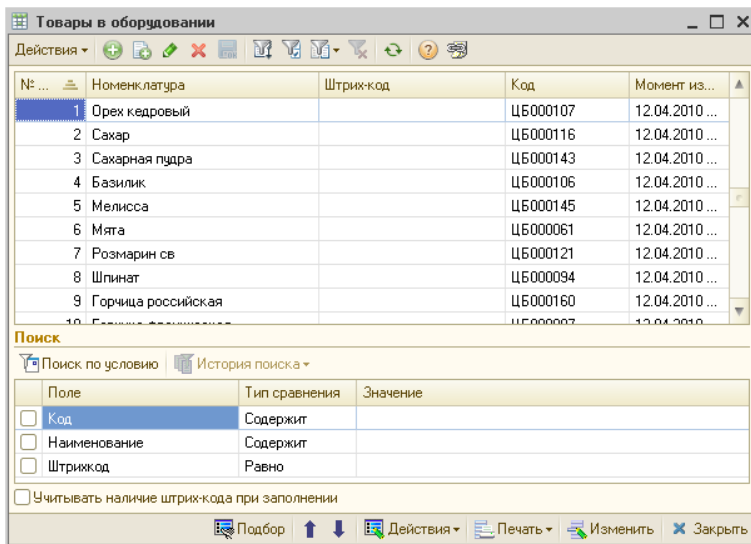 Товары в оборудовании
Действия
№ ... Номенклатура Штрих-код Код Момент из...
1 Орех кедровый ЦБ000107 12.04.2010 ...
2 Сахар ЦБ000116 12.04.2010 ...
3 Сахарная пудра ЦБ000143 12.04.2010 ...
4 Базилик ЦБ000106 12.04.2010 ...
5 Мелисса ЦБ000145 12.04.2010 ...
6 Мята ЦБ000061 12.04.2010 ...
7 Розмарин св ЦБ000121 12.04.2010 ...
8 Шпинат ЦБ000094 12.04.2010 ...
9 Горчица российская ЦБ000160 12.04.2010 ...
Поиск
Поиск по условию История поиска
Поле Тип сравнения Значение
Код Содержит
Наименование Содержит
Штрихкод Равно
Учитывать наличие штрих-кода при заполнении
Подбор Действия Печать Изменить Закрыть